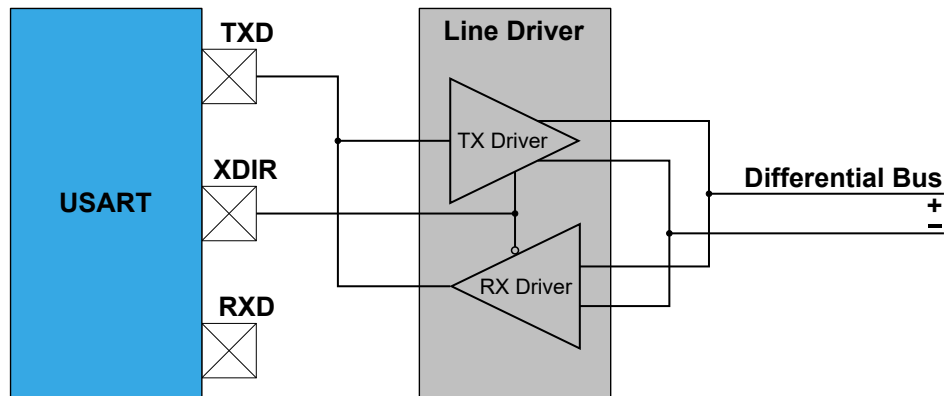 TXD
Line Driver
TX Driver
XDIR
USART
Differential Bus
+
−
RX Driver
RXD